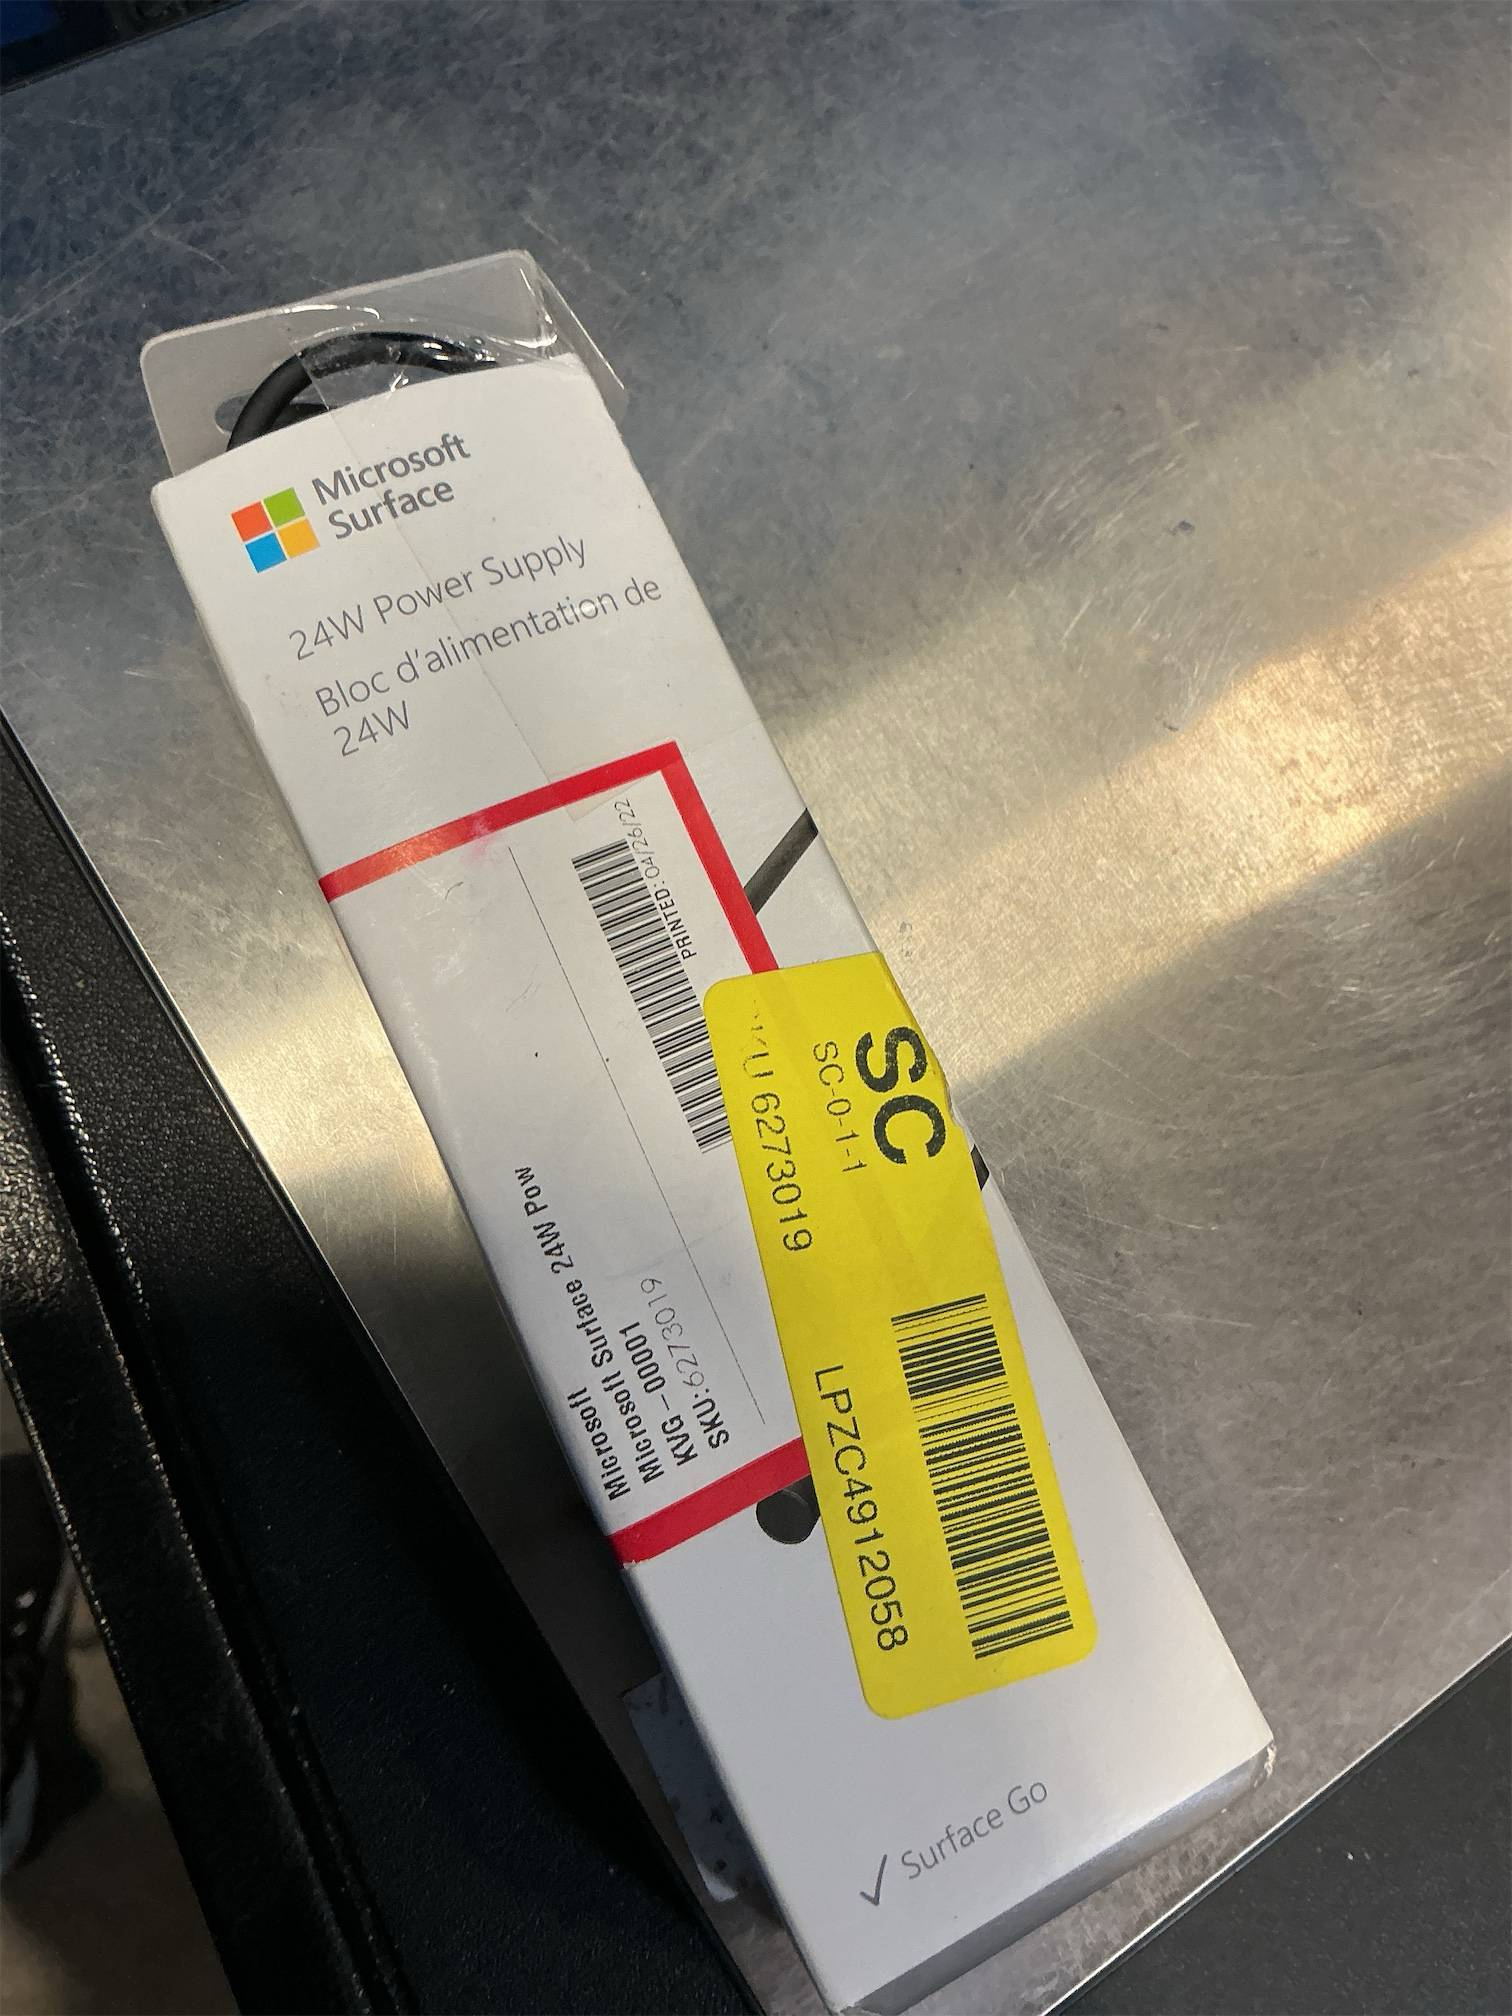 Microsoft
Surface
24W Power Supply
Bloc d'alimentation de
24W
PRINTED: 04/26/22
Microsoft
Microsoft Surface 24W Pow
KVG-00001
SKU:6273019
SC
SC-0-1-1
SKU 6273019
LPZC4912058
✓ Surface Go